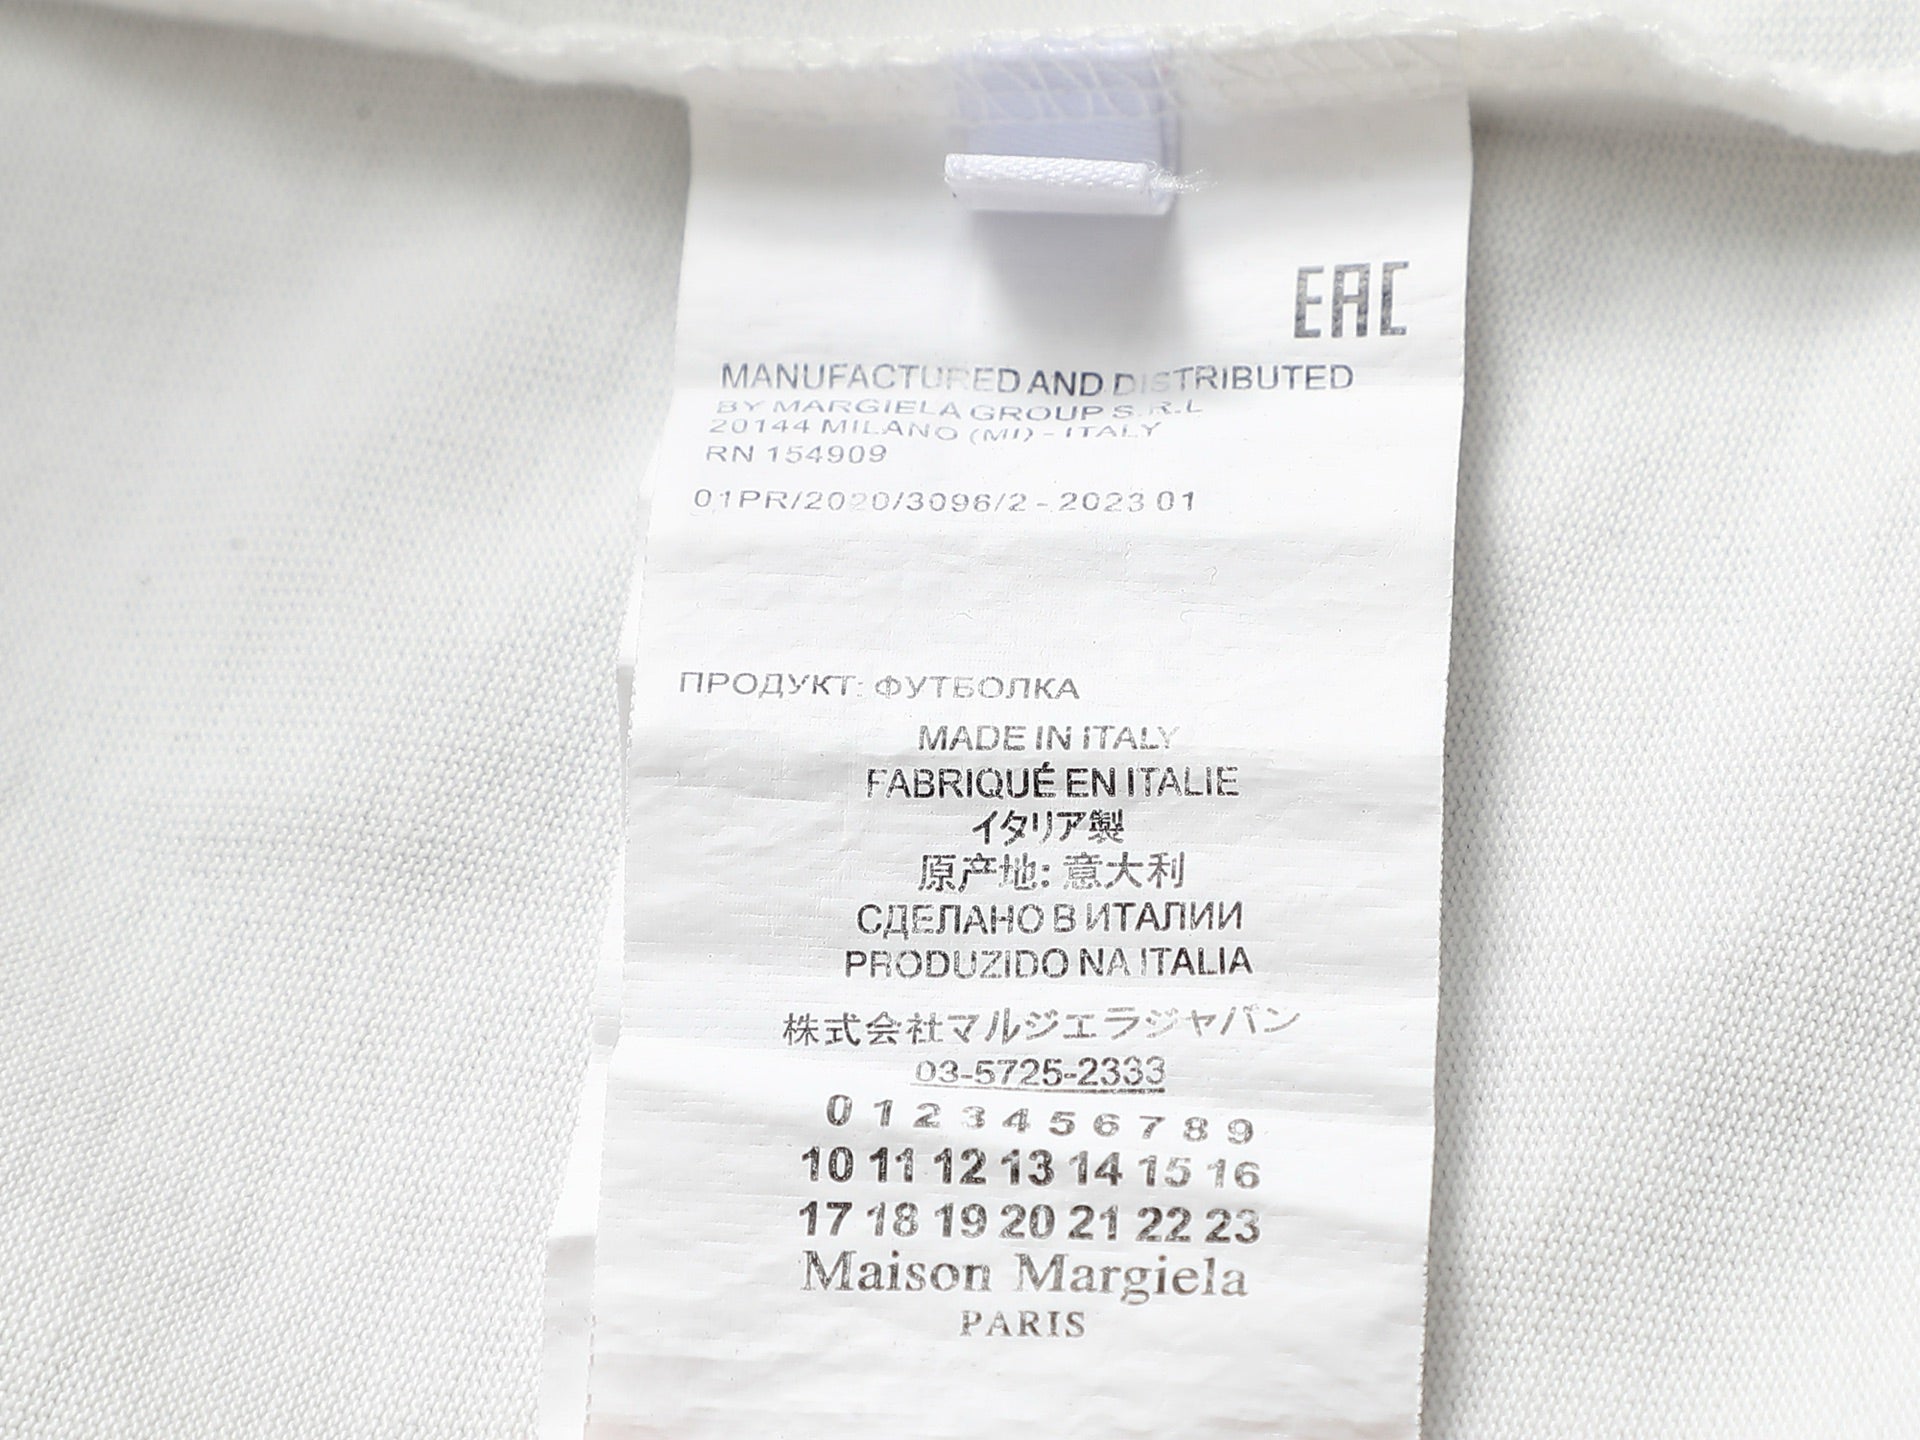 EAC
MANUFACTURED AND DISTRIBUTED
BY MARGIELA GROUP S.R.L
20144 MILANO (MI) - ITALY
RN 154909
01PR/2020/3096/2 - 2023 01
ПРОДУКТ: ФУТБОЛКА
MADE IN ITALY
FABRIQUÉ EN ITALIE
イタリア製
原产地: 意大利
СДЕЛАНО В ИТАЛИИ
PRODUZIDO NA ITALIA
株式会社マルジェラジャパン
03-5725-2333
0 1 2 3 4 5 6 7 8 9
10 11 12 13 14 15 16
17 18 19 20 21 22 23
Maison Margiela
PARIS